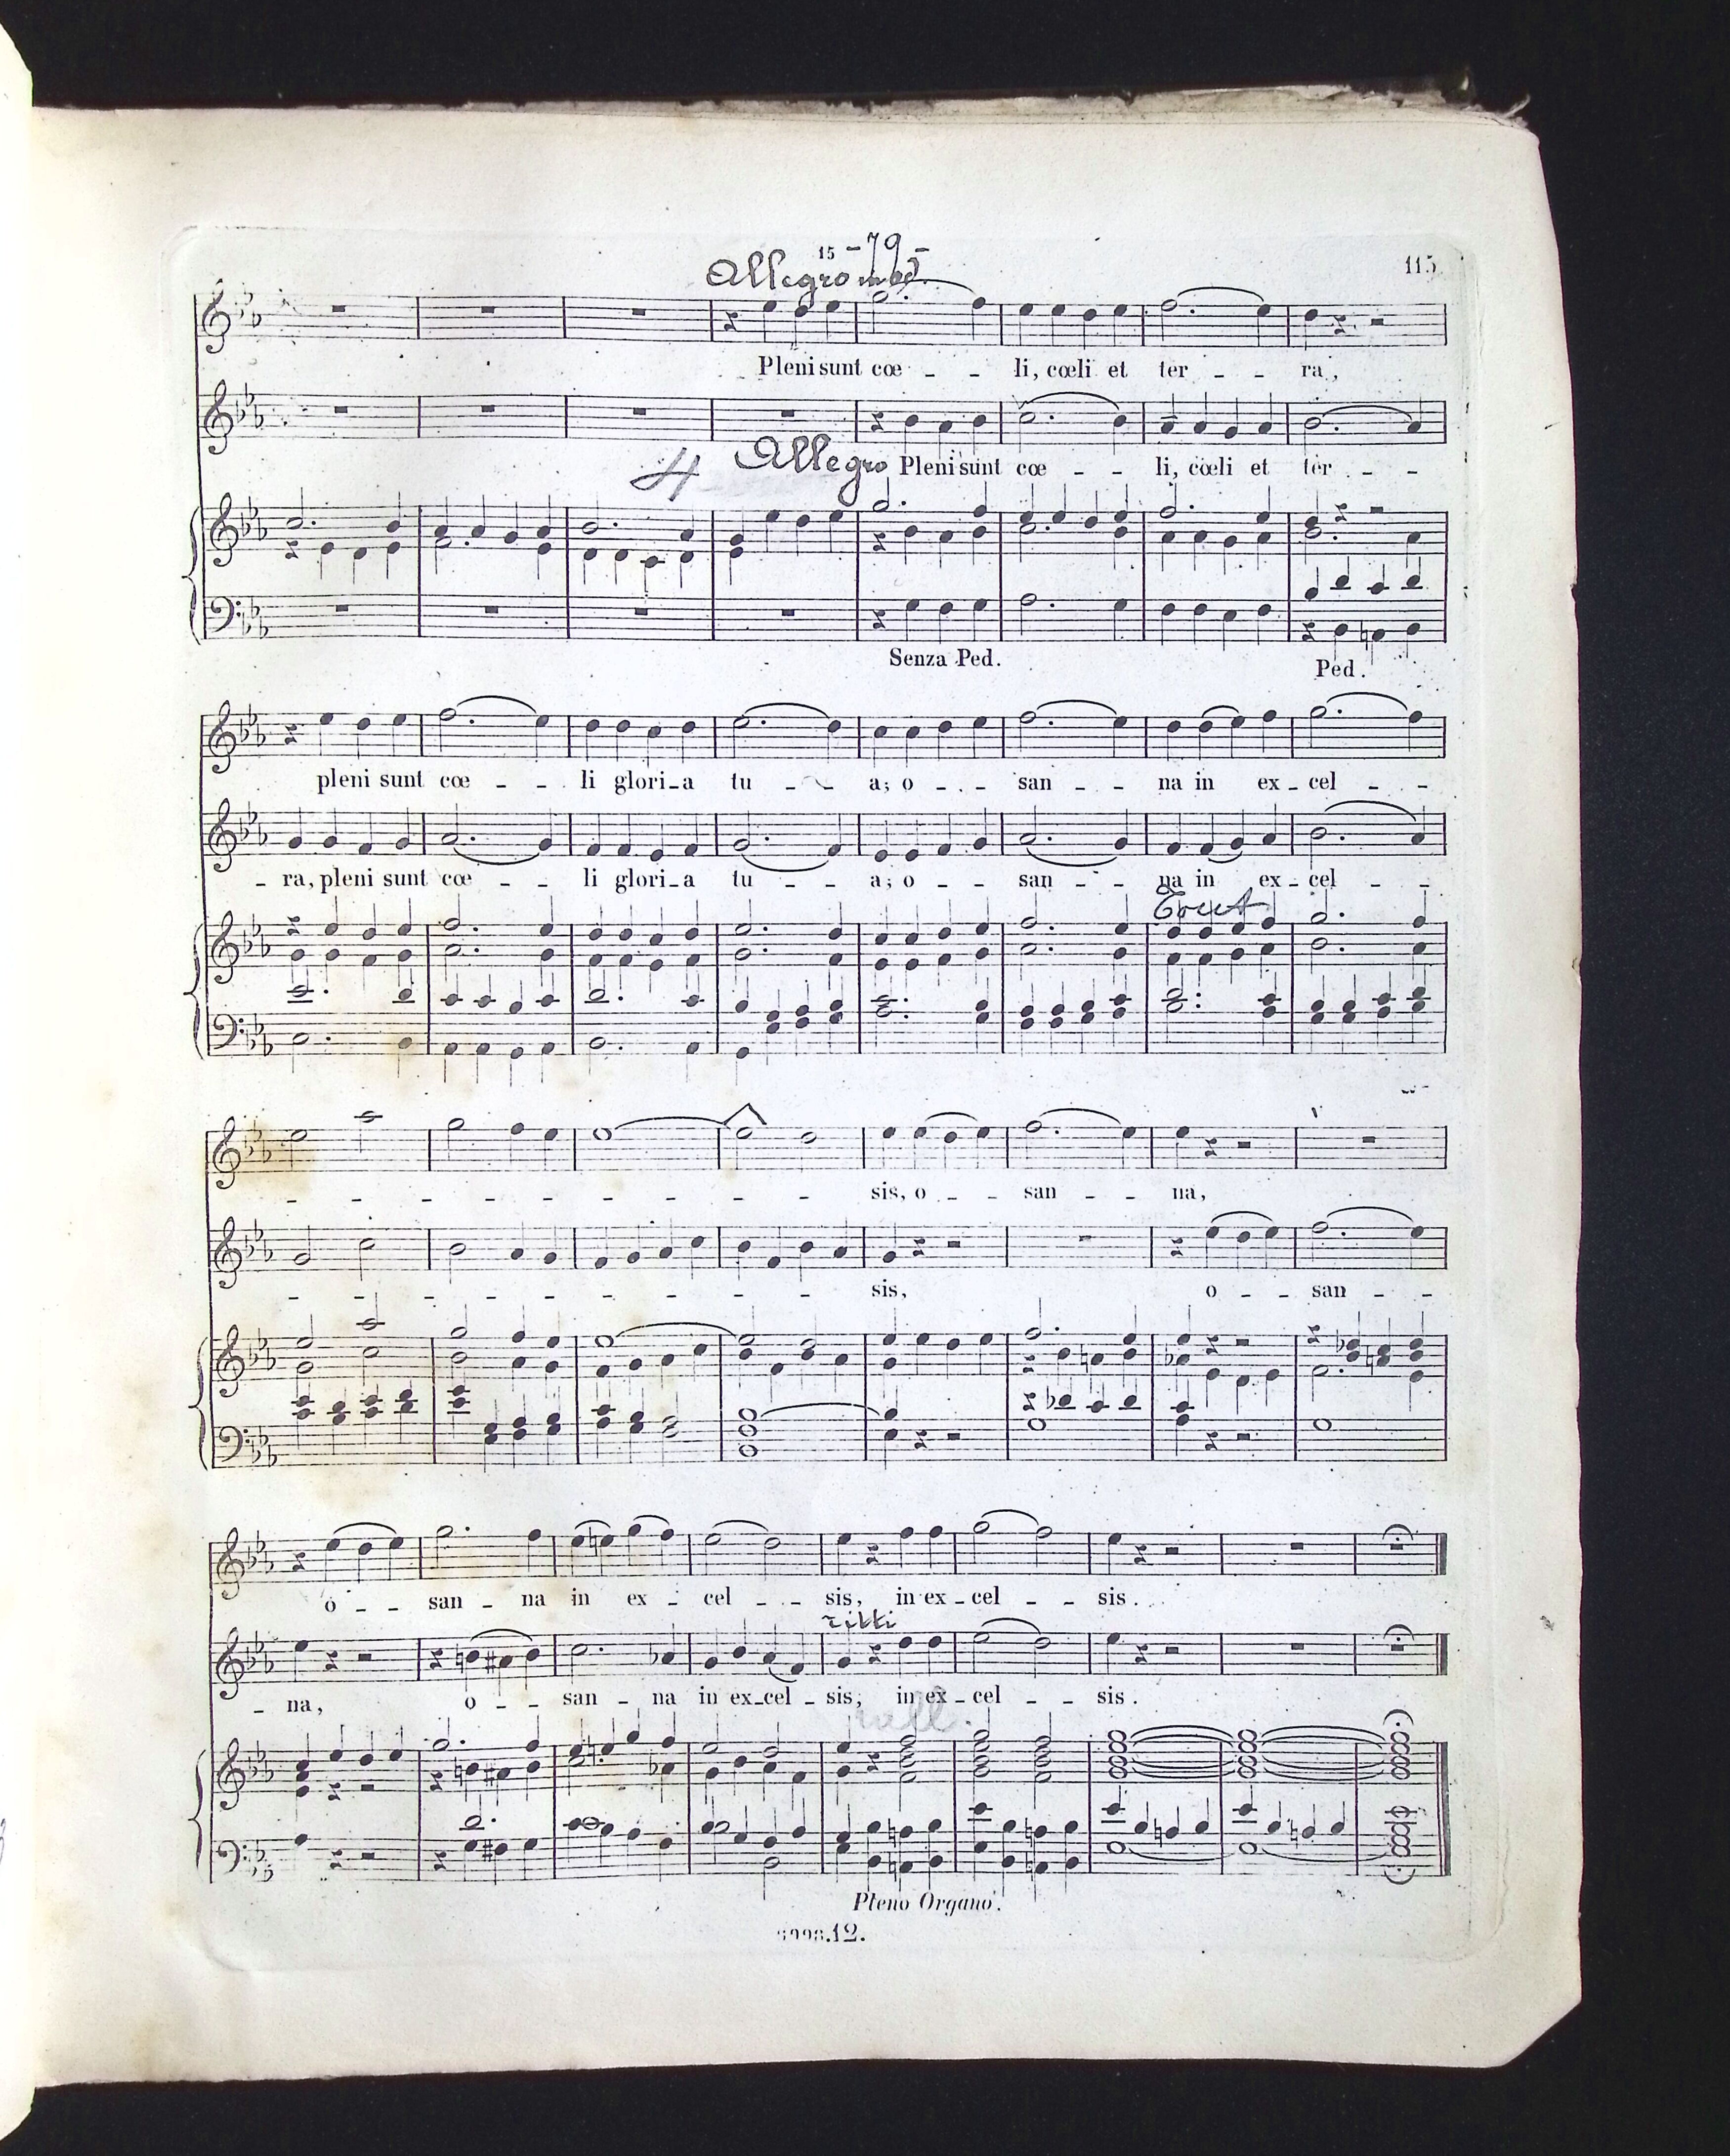 15 - 79 -
115
Allegro mod.
Pleni sunt cœ - - li, cœli et ter - - ra,
4 Allegro Pleni sunt cœ - - li, cœli et ter - -
Senza Ped. Ped.
pleni sunt cœ - - li glori-a tu - - a; o - - san - - na in ex-cel - -
- ra, pleni sunt cœ - - li glori-a tu - - a; o - - san - - na in ex-cel - -
- - - - - - - - sis, o - - san - - na,
- - - - - - - - sis, o - - san - -
o - - san - na in ex - cel - - sis, in ex-cel - - sis.
- na, o - - san - na in ex-cel - sis, in ex-cel - - sis.
rall.
Pleno Organo.
.12.